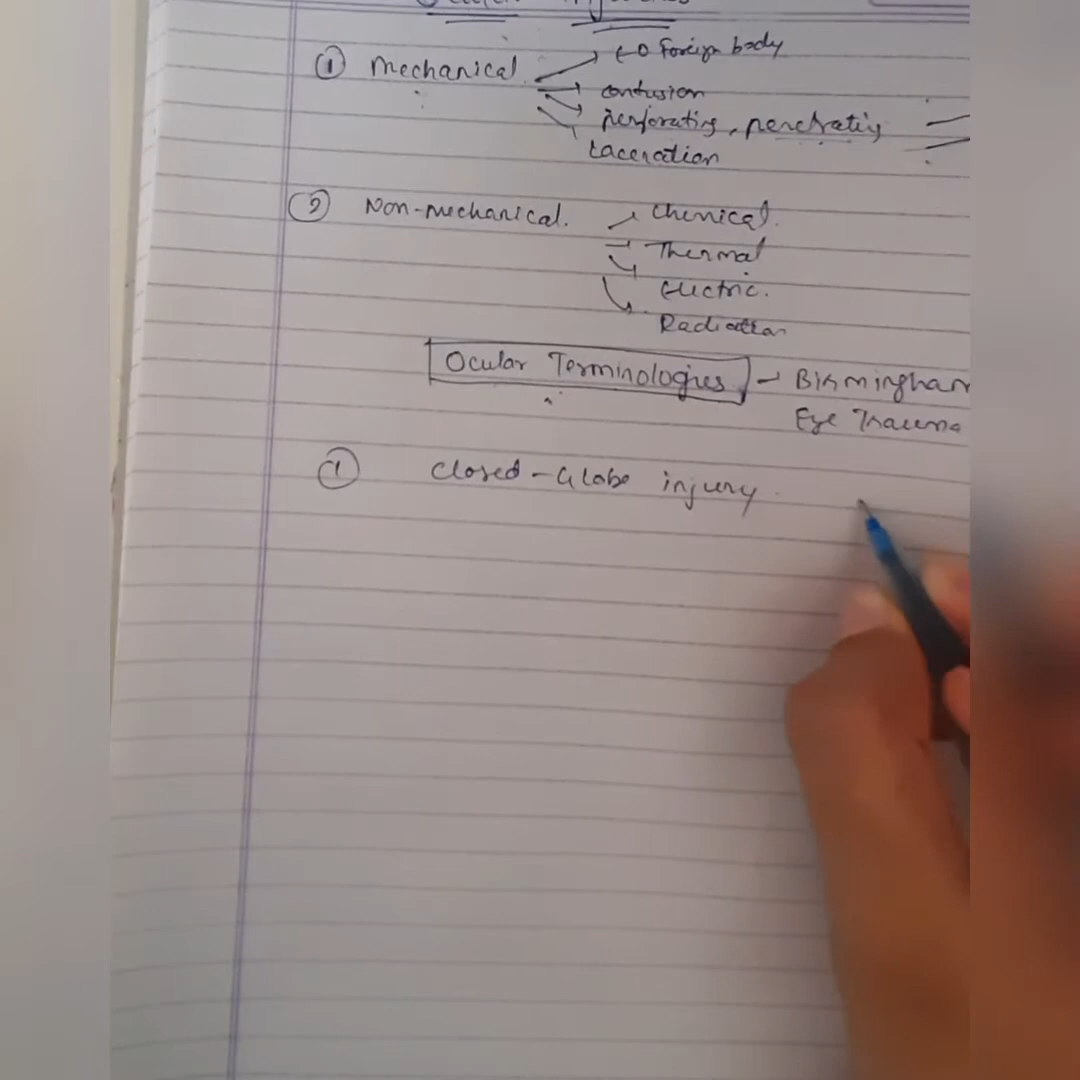 ① Mechanical
Foreign body
contusion
perforating, penetrating
Laceration
② Non-mechanical.
Chemical.
Thermal
Electric.
Radiation
Ocular Terminologies - Birmingham
Eye Trauma
① Closed-Globe injury